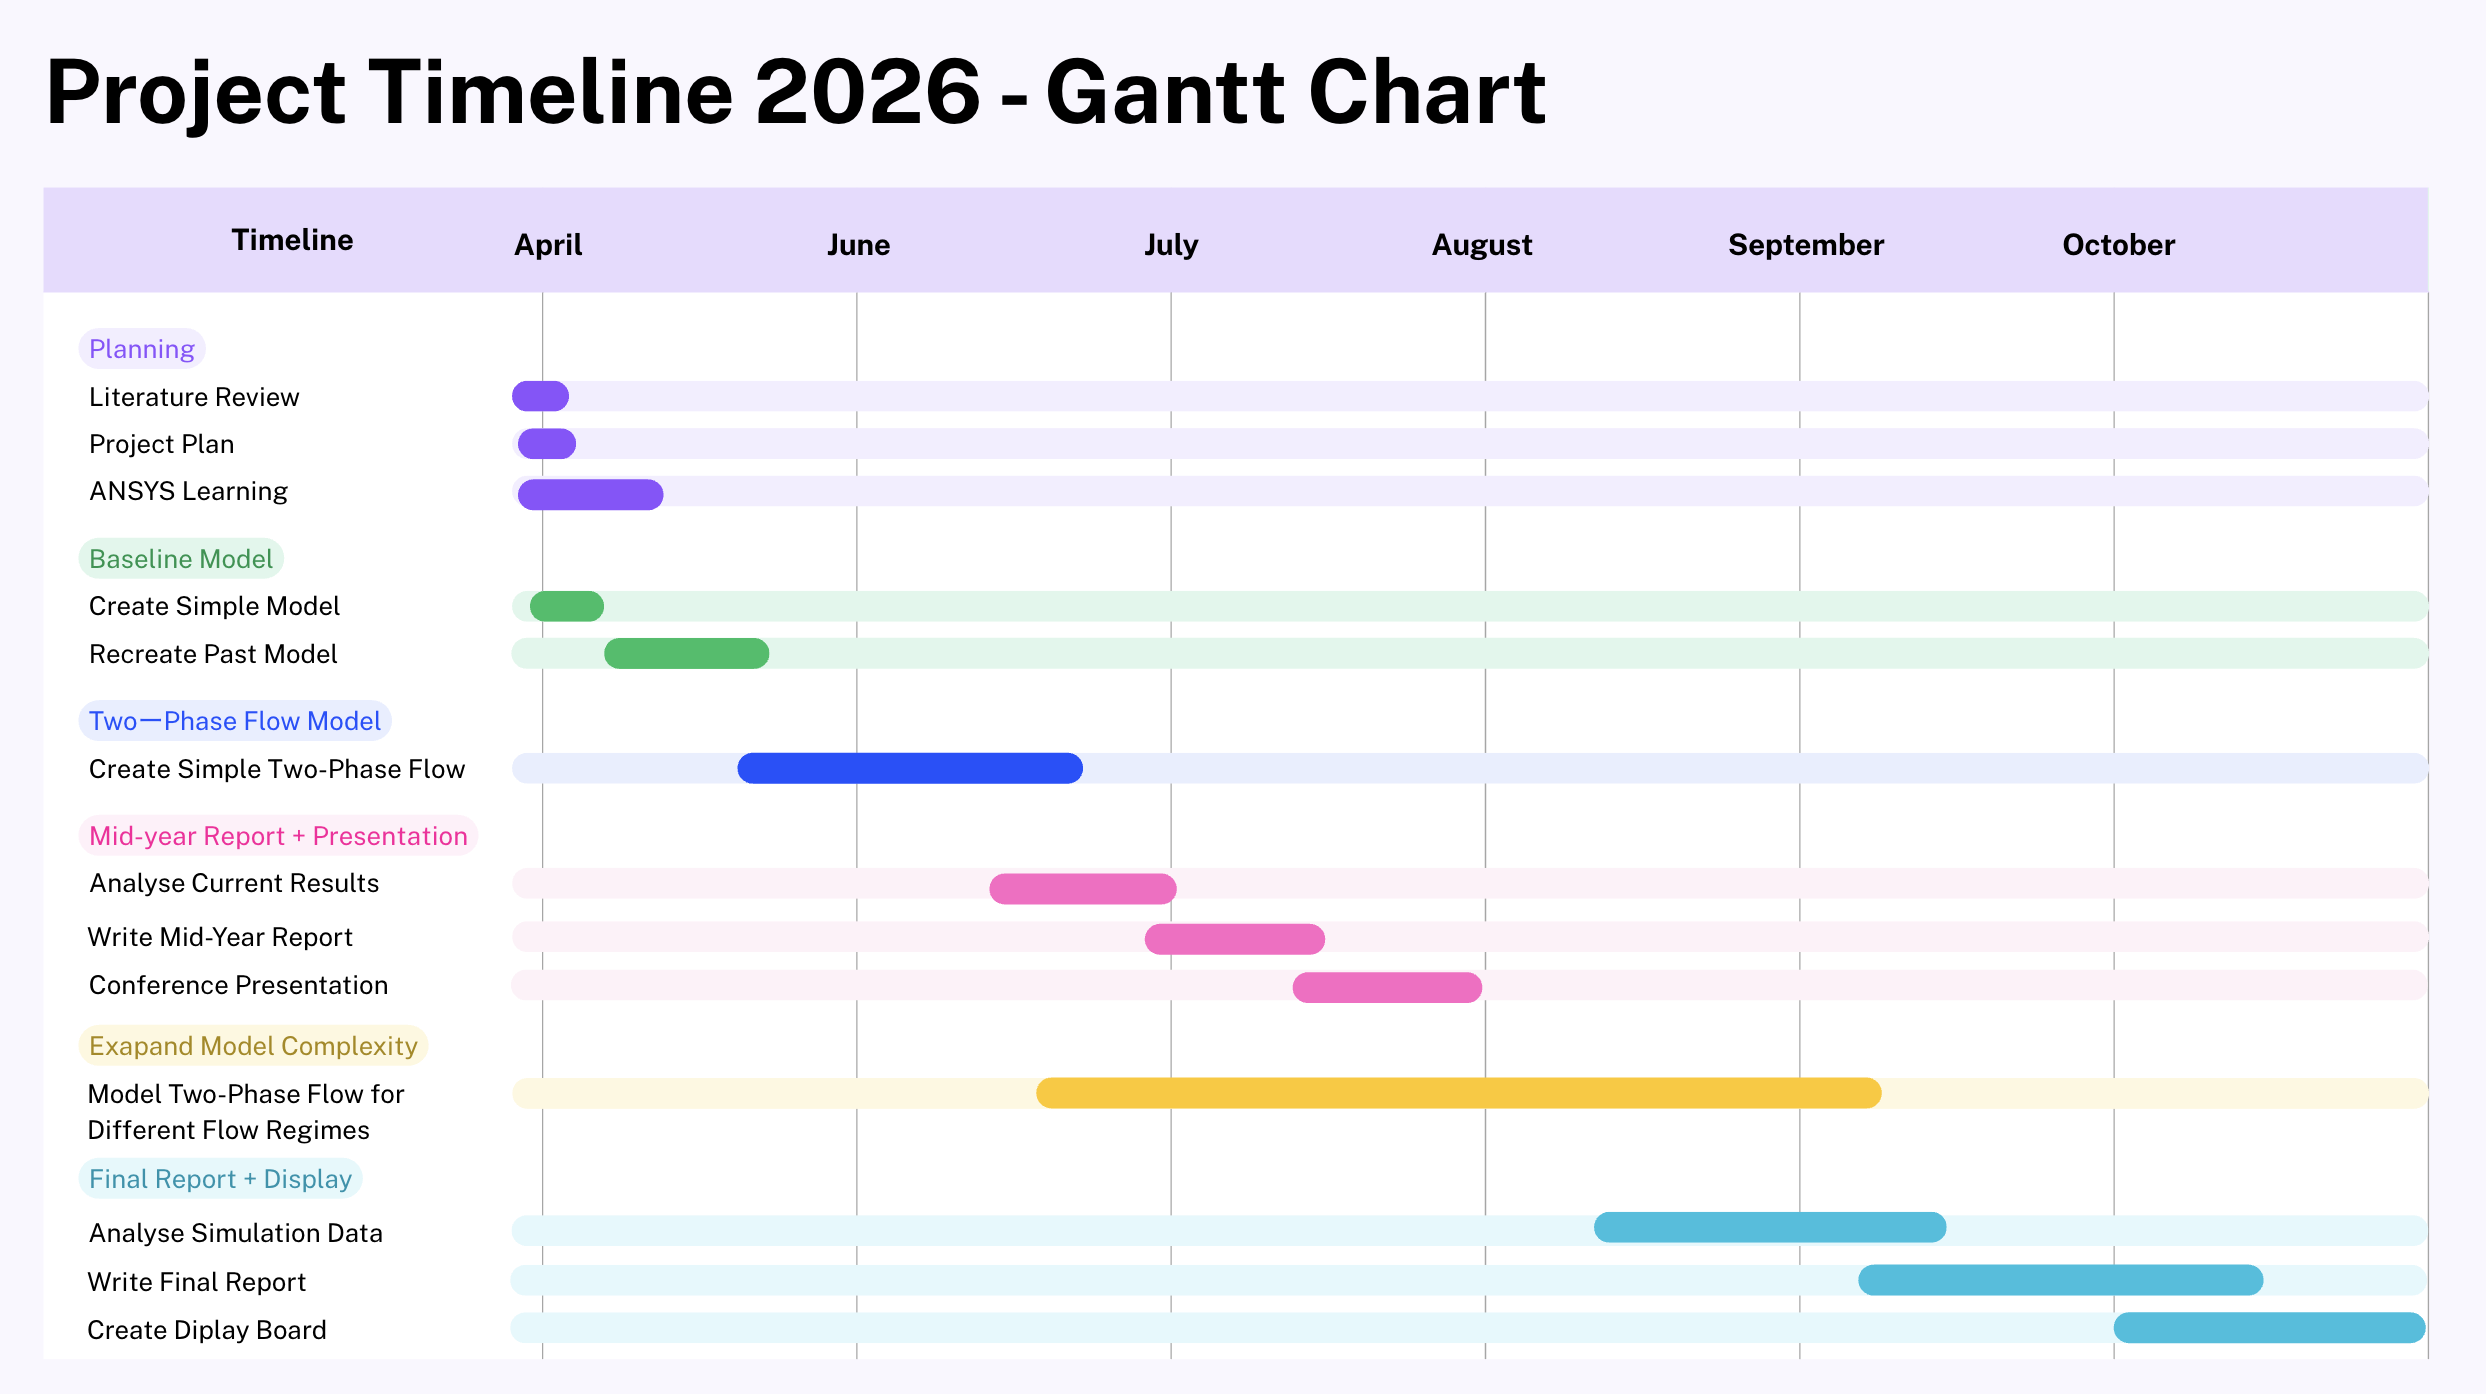 Project Timeline 2026 - Gantt Chart
Timeline April June July August September October
Planning
Literature Review
Project Plan
ANSYS Learning
Baseline Model
Create Simple Model
Recreate Past Model
Two—Phase Flow Model
Create Simple Two-Phase Flow
Mid-year Report + Presentation
Analyse Current Results
Write Mid-Year Report
Conference Presentation
Exapand Model Complexity
Model Two-Phase Flow for
Different Flow Regimes
Final Report + Display
Analyse Simulation Data
Write Final Report
Create Diplay Board